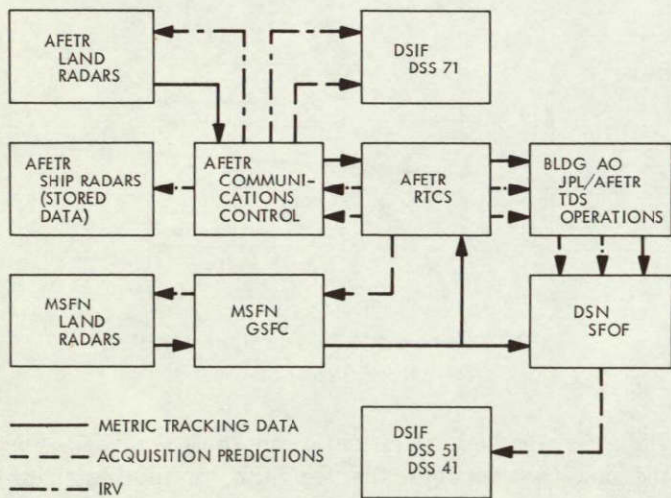 AFETR
LAND
RADARS
DSIF
DSS 71
AFETR
SHIP RADARS
(STORED
DATA)
AFETR
COMMUNI-
CATIONS
CONTROL
AFETR
RTCS
BLDG AO
JPL/AFETR
TDS
OPERATIONS
MSFN
LAND
RADARS
MSFN
GSFC
DSN
SFOF
METRIC TRACKING DATA
ACQUISITION PREDICTIONS
IRV
DSIF
DSS 51
DSS 41